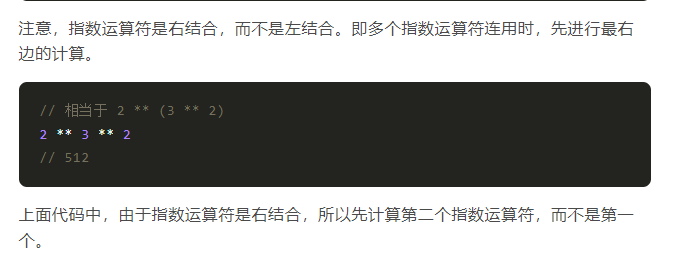 注意，指数运算符是右结合，而不是左结合。即多个指数运算符连用时，先进行最右
边的计算。
// 相当于 2 ** (3 ** 2)
2 ** 3 ** 2
// 512
上面代码中，由于指数运算符是右结合，所以先计算第二个指数运算符，而不是第一
个。